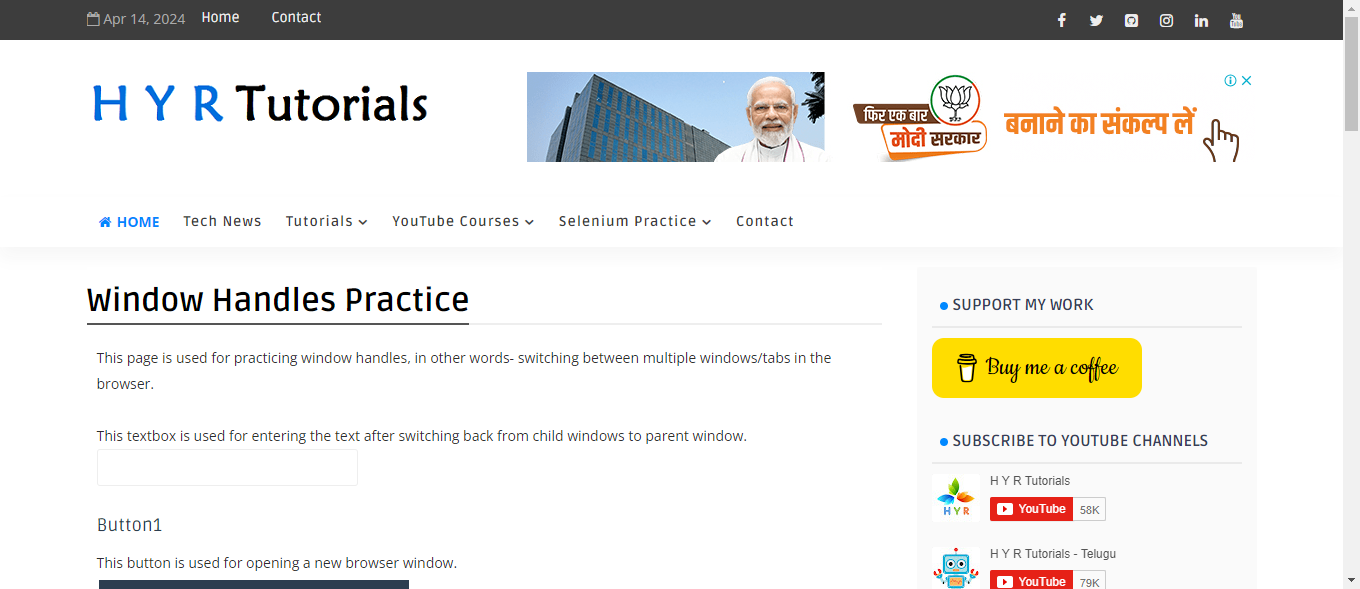 Apr 14, 2024 Home Contact
H Y R Tutorials
फिर एक बार
मोदी सरकार
बनाने का संकल्प लें
HOME Tech News Tutorials YouTube Courses Selenium Practice Contact
Window Handles Practice
This page is used for practicing window handles, in other words- switching between multiple windows/tabs in the
browser.
This textbox is used for entering the text after switching back from child windows to parent window.
Button1
This button is used for opening a new browser window.
SUPPORT MY WORK
Buy me a coffee
SUBSCRIBE TO YOUTUBE CHANNELS
H Y R
H Y R Tutorials
YouTube 58K
H Y R Tutorials - Telugu
YouTube 79K